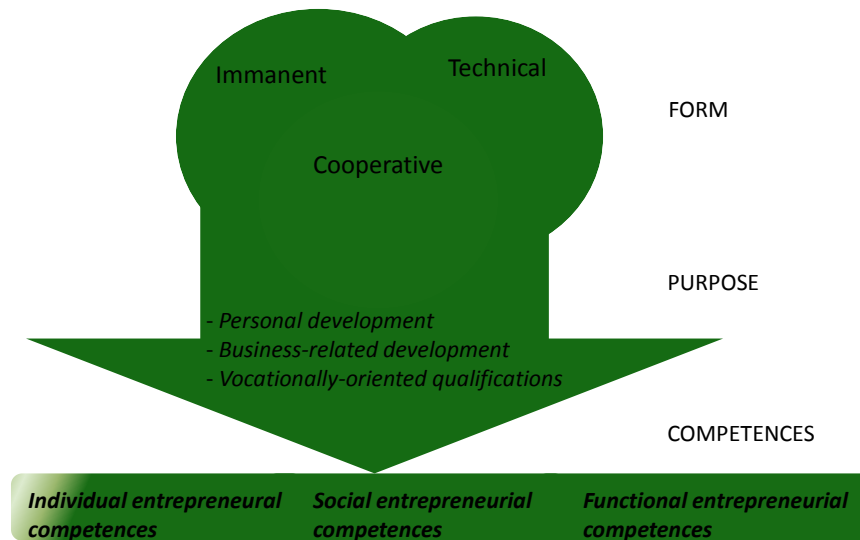 Immanent
Technical
FORM
Cooperative
PURPOSE
- Personal development
- Business-related development
- Vocationally-oriented qualifications
COMPETENCES
Individual entrepreneural
competences
Social entrepreneurial
competences
Functional entrepreneurial
competences